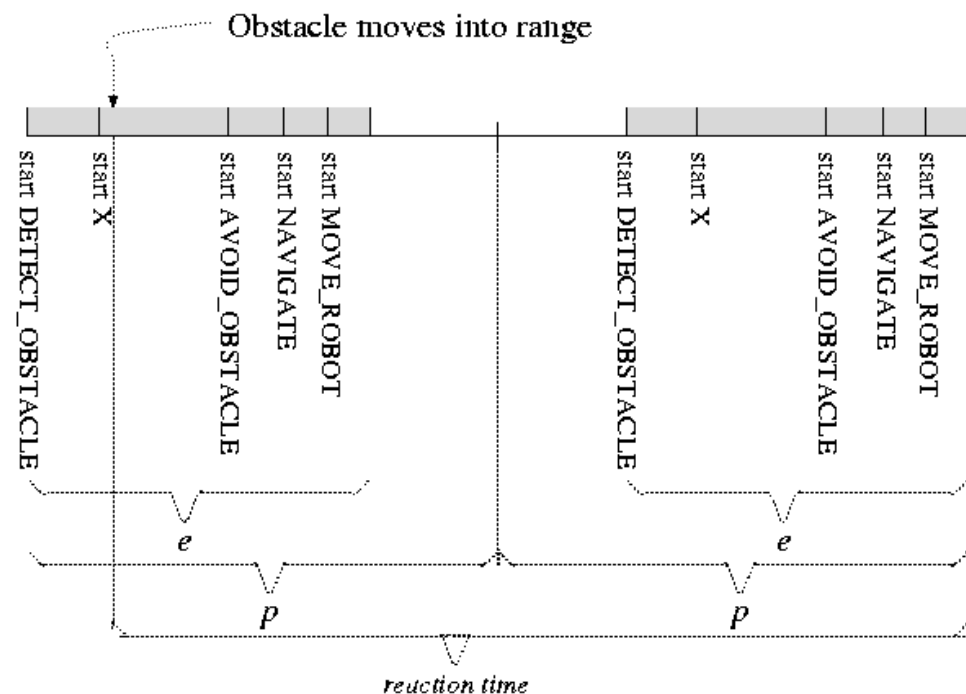 Obstacle moves into range
start DETECT_OBSTACLE
start X
start AVOID_OBSTACLE
start NAVIGATE
start MOVE_ROBOT
start DETECT_OBSTACLE
start X
start AVOID_OBSTACLE
start NAVIGATE
start MOVE_ROBOT
e
e
p
p
reaction time